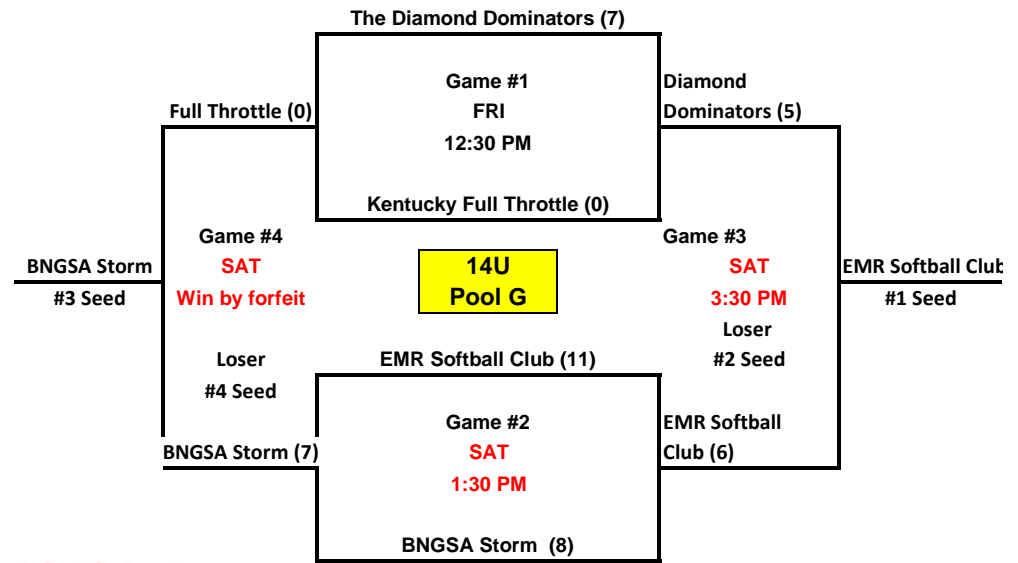 The Diamond Dominators (7)
Game #1
FRI
12:30 PM
Kentucky Full Throttle (0)
Full Throttle (0)
Diamond
Dominators (5)
Game #4
SAT
Win by forfeit
Loser
#4 Seed
BNGSA Storm
#3 Seed
14U
Pool G
Game #3
SAT
3:30 PM
Loser
#2 Seed
EMR Softball Club
#1 Seed
EMR Softball Club (11)
Game #2
SAT
1:30 PM
BNGSA Storm (8)
BNGSA Storm (7)
EMR Softball
Club (6)